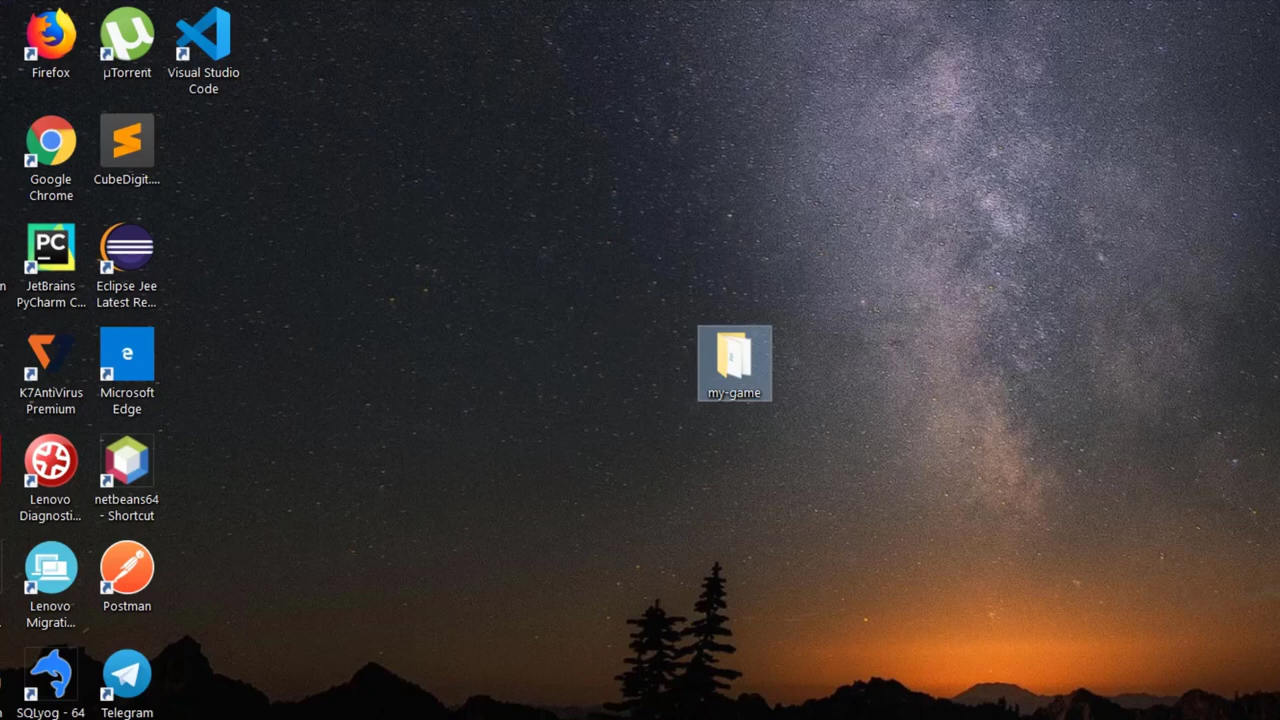 Firefox
µTorrent
Visual Studio
Code
Google
Chrome
CubeDigit....
PC
JetBrains
PyCharm C...
Eclipse Jee
Latest Re...
K7AntiVirus
Premium
Microsoft
Edge
my-game
Lenovo
Diagnosti...
netbeans64
- Shortcut
Lenovo
Migrati...
Postman
SQLyog - 64
Telegram